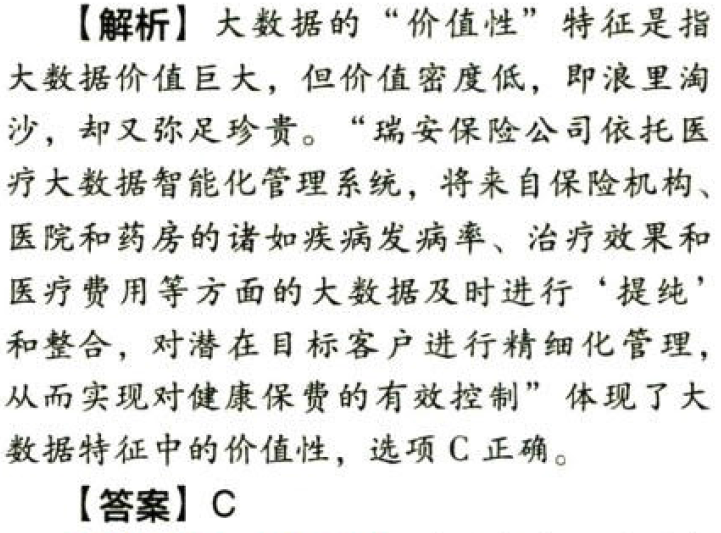 【解析】大数据的“价值性”特征是指
大数据价值巨大，但价值密度低，即浪里淘
沙，却又弥足珍贵。“瑞安保险公司依托医
疗大数据智能化管理系统，将来自保险机构、
医院和药房的诸如疾病发病率、治疗效果和
医疗费用等方面的大数据及时进行‘提纯’
和整合，对潜在目标客户进行精细化管理，
从而实现对健康保费的有效控制”体现了大
数据特征中的价值性，选项C正确。
【答案】C